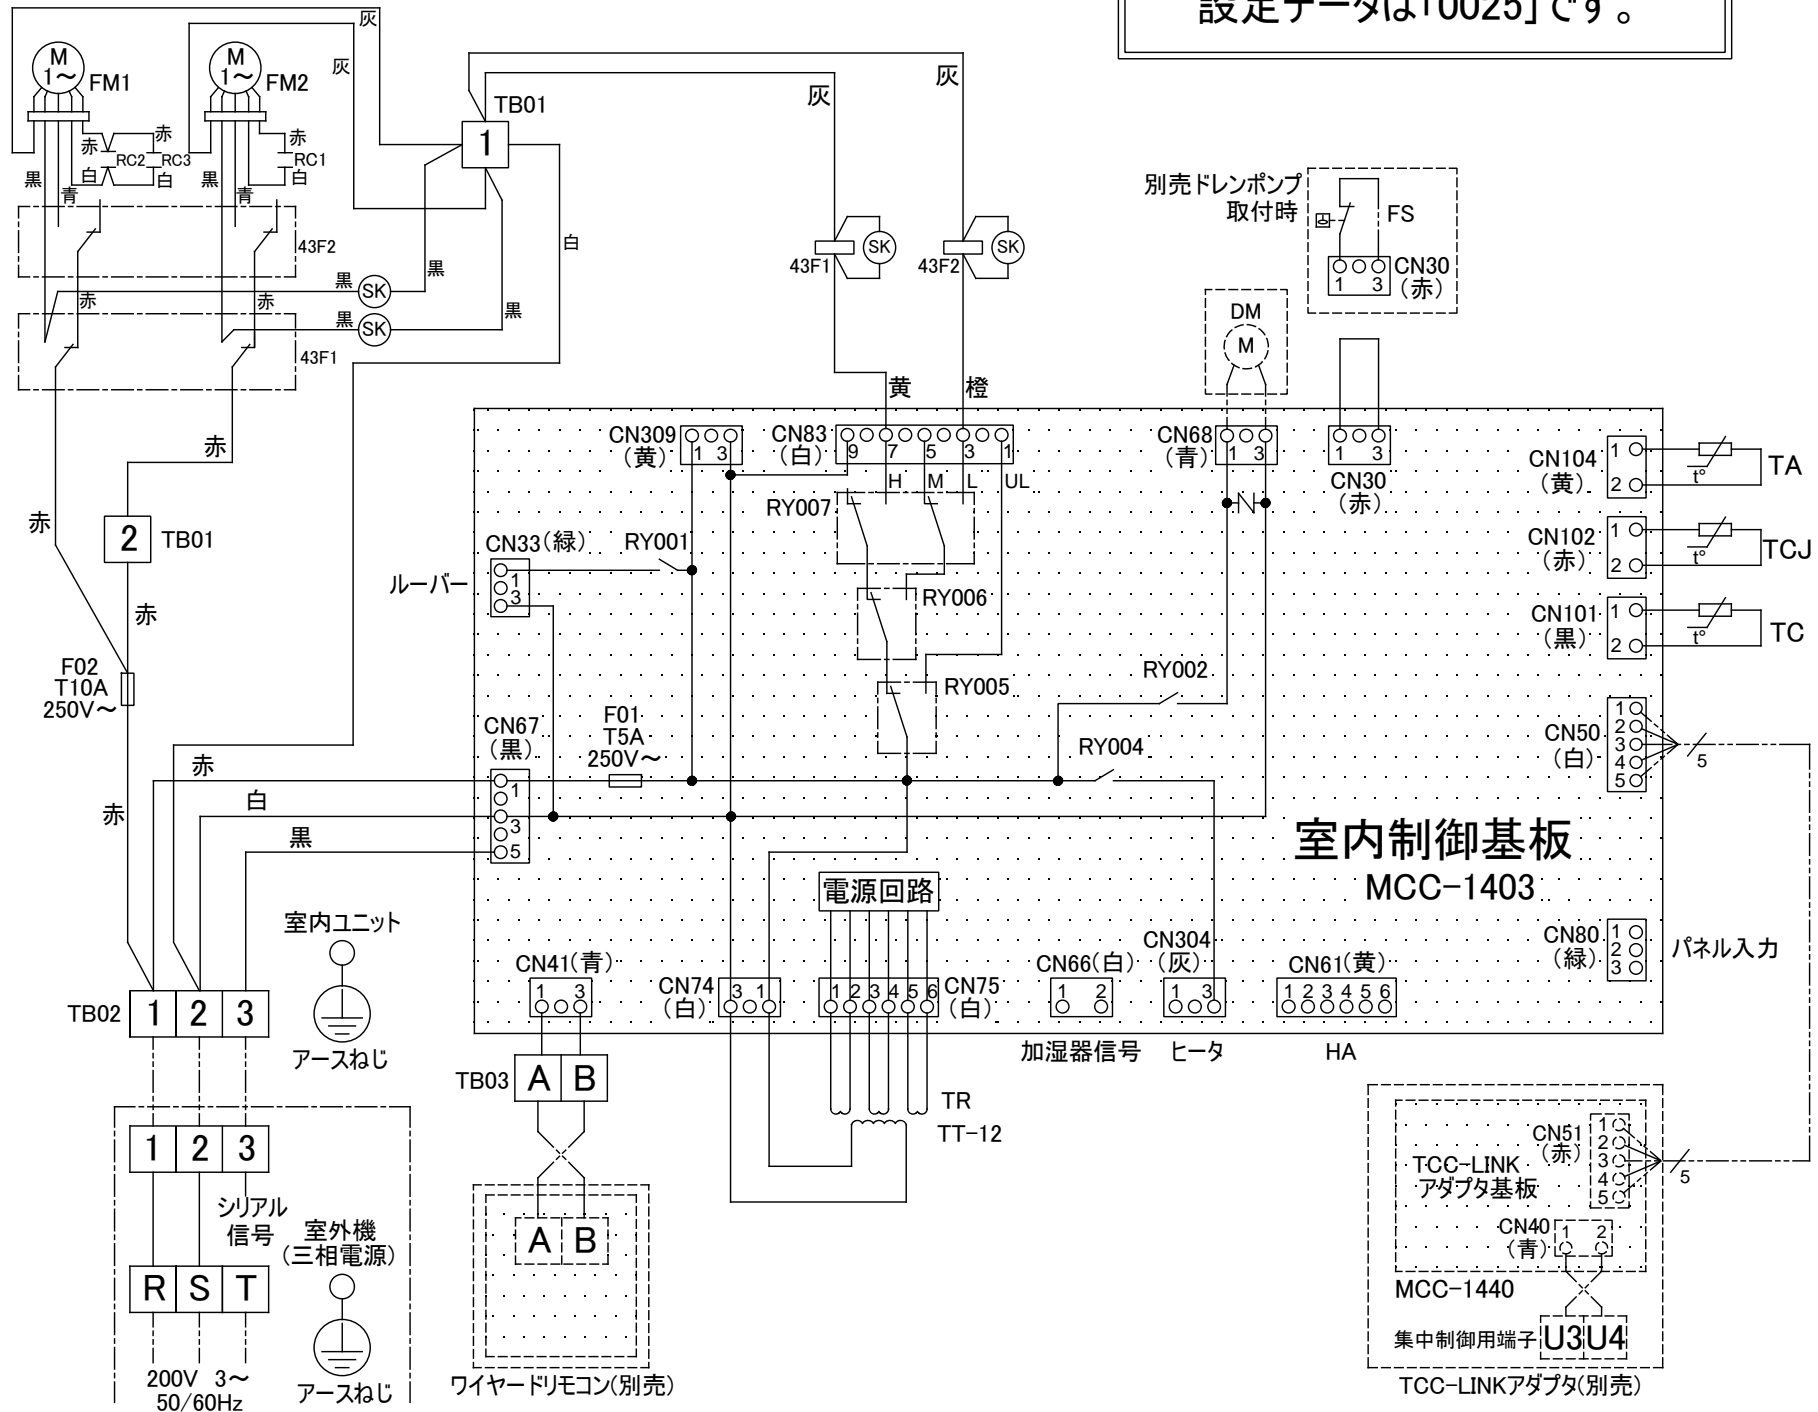 設定データは「0025」です。
灰
M
1～
FM1
M
1～
FM2
灰
灰
灰
TB01
1
赤
赤
RC2
RC3
赤
RC1
白
白
白
黒
青
黒
青
43F2
黒
SK
黒
白
赤
赤
黒
SK
黒
43F1
43F1
SK
43F2
SK
別売ドレンポンプ
取付時
FS
1 3
CN30
(赤)
DM
M
黄
橙
赤
赤
2
TB01
赤
F02
T10A
250V～
赤
CN309
(黄)
1 3
CN83
(白)
9 7 5 3 1
H M L UL
CN68
(青)
1 3
1 3
CN30
(赤)
CN104
(黄)
1
2
t°
TA
CN102
(赤)
1
2
t°
TCJ
CN101
(黒)
1
2
t°
TC
RY007
CN33(緑)
RY001
ルーバー
1
3
RY006
RY002
RY005
CN67
(黒)
F01
T5A
250V～
RY004
CN50
(白)
1
2
3
4
5
5
赤
1
白
3
黒
5
室内制御基板
MCC-1403
電源回路
室内ユニット
アースねじ
CN80
(緑)
1
2
3
パネル入力
CN41(青)
1 3
CN74
(白)
3 1
1 2 3 4 5 6
CN75
(白)
CN66(白)
1 2
CN304
(灰)
1 3
CN61(黄)
1 2 3 4 5 6
加湿器信号
ヒータ
HA
TB02
1 2 3
TB03
A B
TR
TT-12
1 2 3
シリアル
信号
室外機
(三相電源)
R S T
200V 3～
50/60Hz
アースねじ
A B
ワイヤードリモコン(別売)
CN51
(赤)
1
2
3
4
5
5
TCC-LINK
アダプタ基板
CN40
(青)
1 2
MCC-1440
集中制御用端子
U3 U4
TCC-LINKアダプタ(別売)